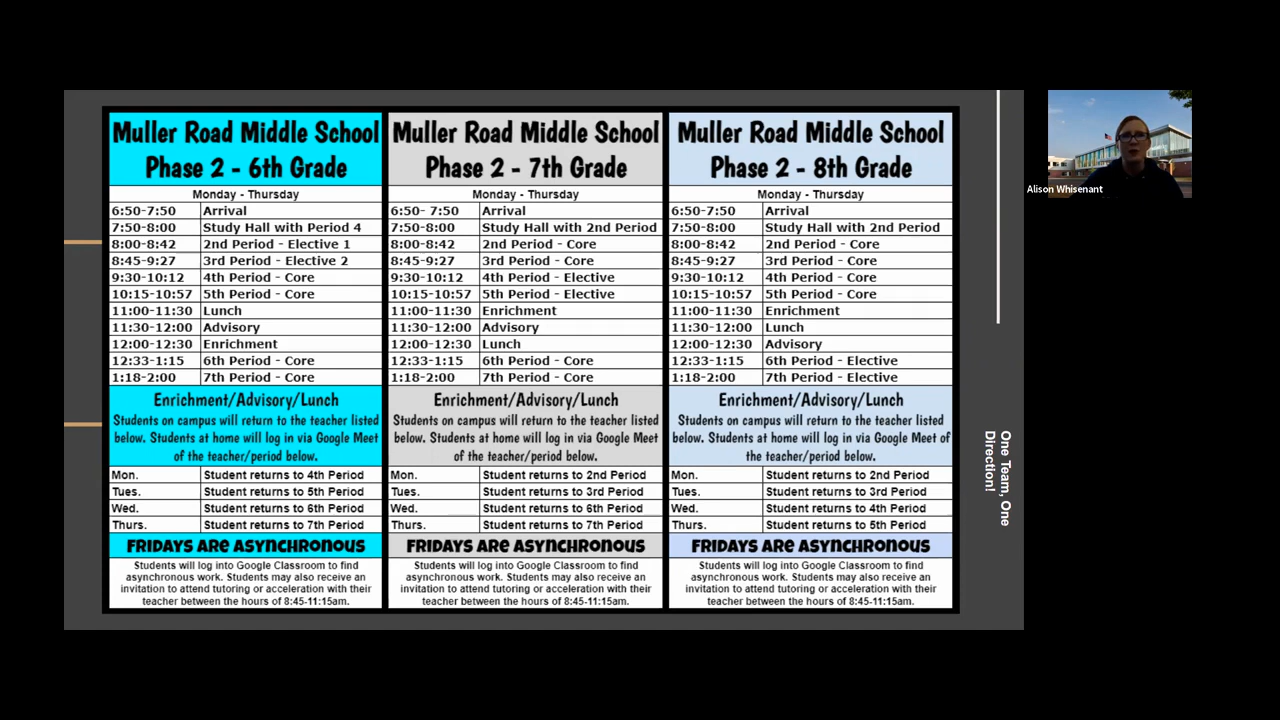 Muller Road Middle School
Phase 2 - 6th Grade
Monday - Thursday
6:50-7:50 Arrival
7:50-8:00 Study Hall with Period 4
8:00-8:42 2nd Period - Elective 1
8:45-9:27 3rd Period - Elective 2
9:30-10:12 4th Period - Core
10:15-10:57 5th Period - Core
11:00-11:30 Lunch
11:30-12:00 Advisory
12:00-12:30 Enrichment
12:33-1:15 6th Period - Core
1:18-2:00 7th Period - Core
Enrichment/Advisory/Lunch
Students on campus will return to the teacher listed
below. Students at home will log in via Google Meet
of the teacher/period below.
Mon. Student returns to 4th Period
Tues. Student returns to 5th Period
Wed. Student returns to 6th Period
Thurs. Student returns to 7th Period
FRIDAYS ARE ASYNCHRONOUS
Students will log into Google Classroom to find
asynchronous work. Students may also receive an
invitation to attend tutoring or acceleration with their
teacher between the hours of 8:45-11:15am.
Muller Road Middle School
Phase 2 - 7th Grade
Monday - Thursday
6:50- 7:50 Arrival
7:50-8:00 Study Hall with 2nd Period
8:00-8:42 2nd Period - Core
8:45-9:27 3rd Period - Core
9:30-10:12 4th Period - Elective
10:15-10:57 5th Period - Elective
11:00-11:30 Enrichment
11:30-12:00 Advisory
12:00-12:30 Lunch
12:33-1:15 6th Period - Core
1:18-2:00 7th Period - Core
Enrichment/Advisory/Lunch
Students on campus will return to the teacher listed
below. Students at home will log in via Google Meet
of the teacher/period below.
Mon. Student returns to 2nd Period
Tues. Student returns to 3rd Period
Wed. Student returns to 6th Period
Thurs. Student returns to 7th Period
FRIDAYS ARE ASYNCHRONOUS
Students will log into Google Classroom to find
asynchronous work. Students may also receive an
invitation to attend tutoring or acceleration with their
teacher between the hours of 8:45-11:15am.
Muller Road Middle School
Phase 2 - 8th Grade
Monday - Thursday
6:50-7:50 Arrival
7:50-8:00 Study Hall with 2nd Period
8:00-8:42 2nd Period - Core
8:45-9:27 3rd Period - Core
9:30-10:12 4th Period - Core
10:15-10:57 5th Period - Core
11:00-11:30 Enrichment
11:30-12:00 Lunch
12:00-12:30 Advisory
12:33-1:15 6th Period - Elective
1:18-2:00 7th Period - Elective
Enrichment/Advisory/Lunch
Students on campus will return to the teacher listed
below. Students at home will log in via Google Meet of
the teacher/period below.
Mon. Student returns to 2nd Period
Tues. Student returns to 3rd Period
Wed. Student returns to 4th Period
Thurs. Student returns to 5th Period
FRIDAYS ARE ASYNCHRONOUS
Students will log into Google Classroom to find
asynchronous work. Students may also receive an
invitation to attend tutoring or acceleration with their
teacher between the hours of 8:45-11:15am.
One Team, One
Direction!
Alison Whisenant